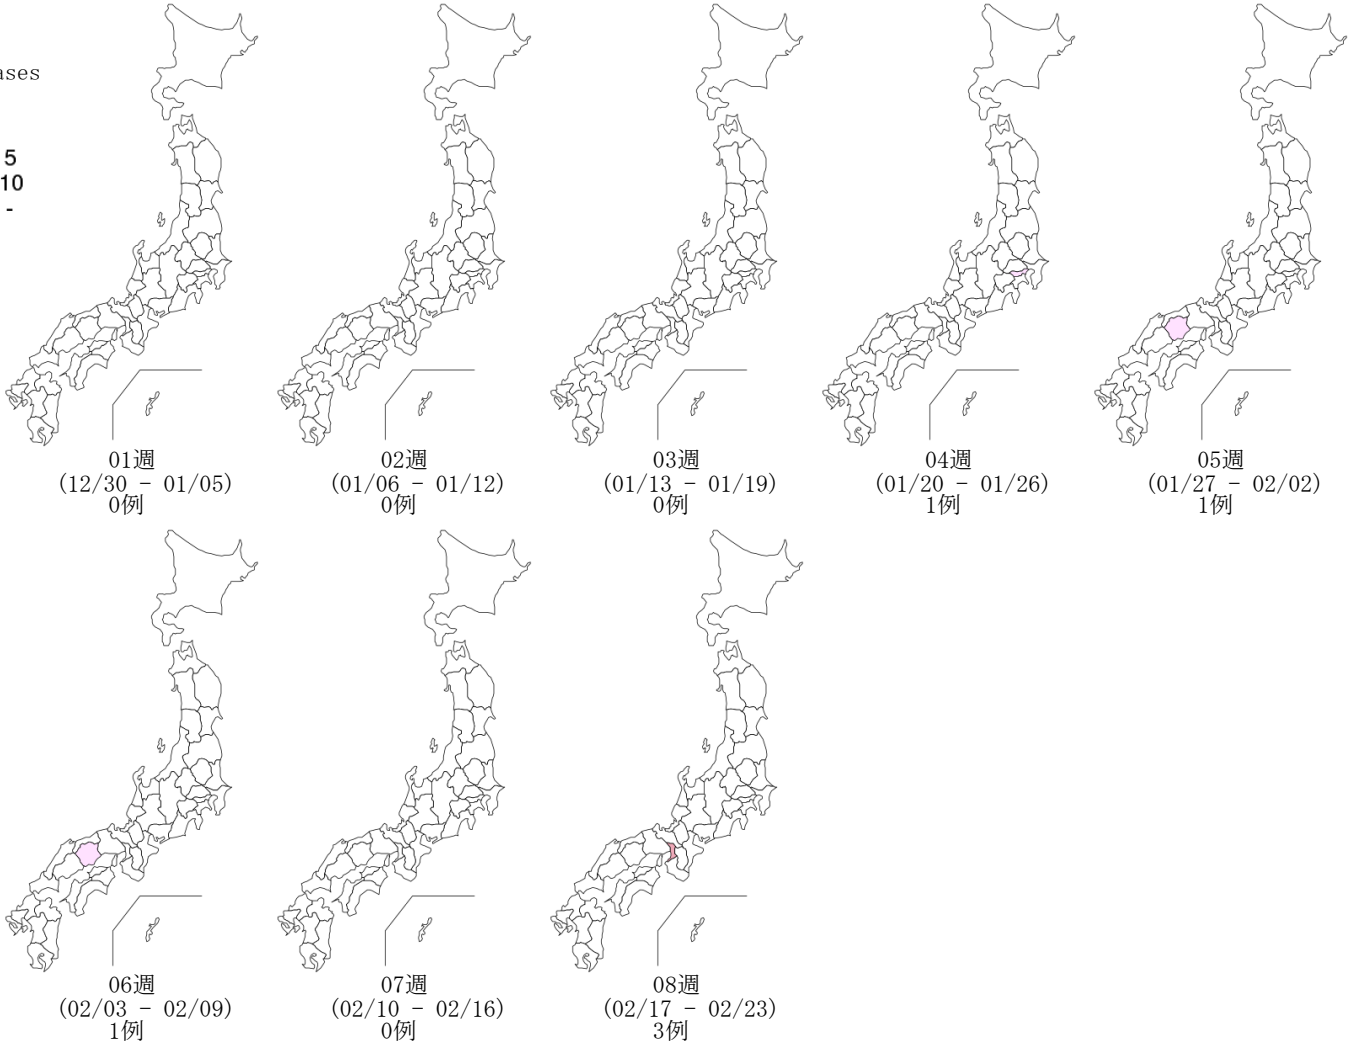 ases
5
10
-
01週
(12/30 - 01/05)
0例
02週
(01/06 - 01/12)
0例
03週
(01/13 - 01/19)
0例
04週
(01/20 - 01/26)
1例
05週
(01/27 - 02/02)
1例
06週
(02/03 - 02/09)
1例
07週
(02/10 - 02/16)
0例
08週
(02/17 - 02/23)
3例